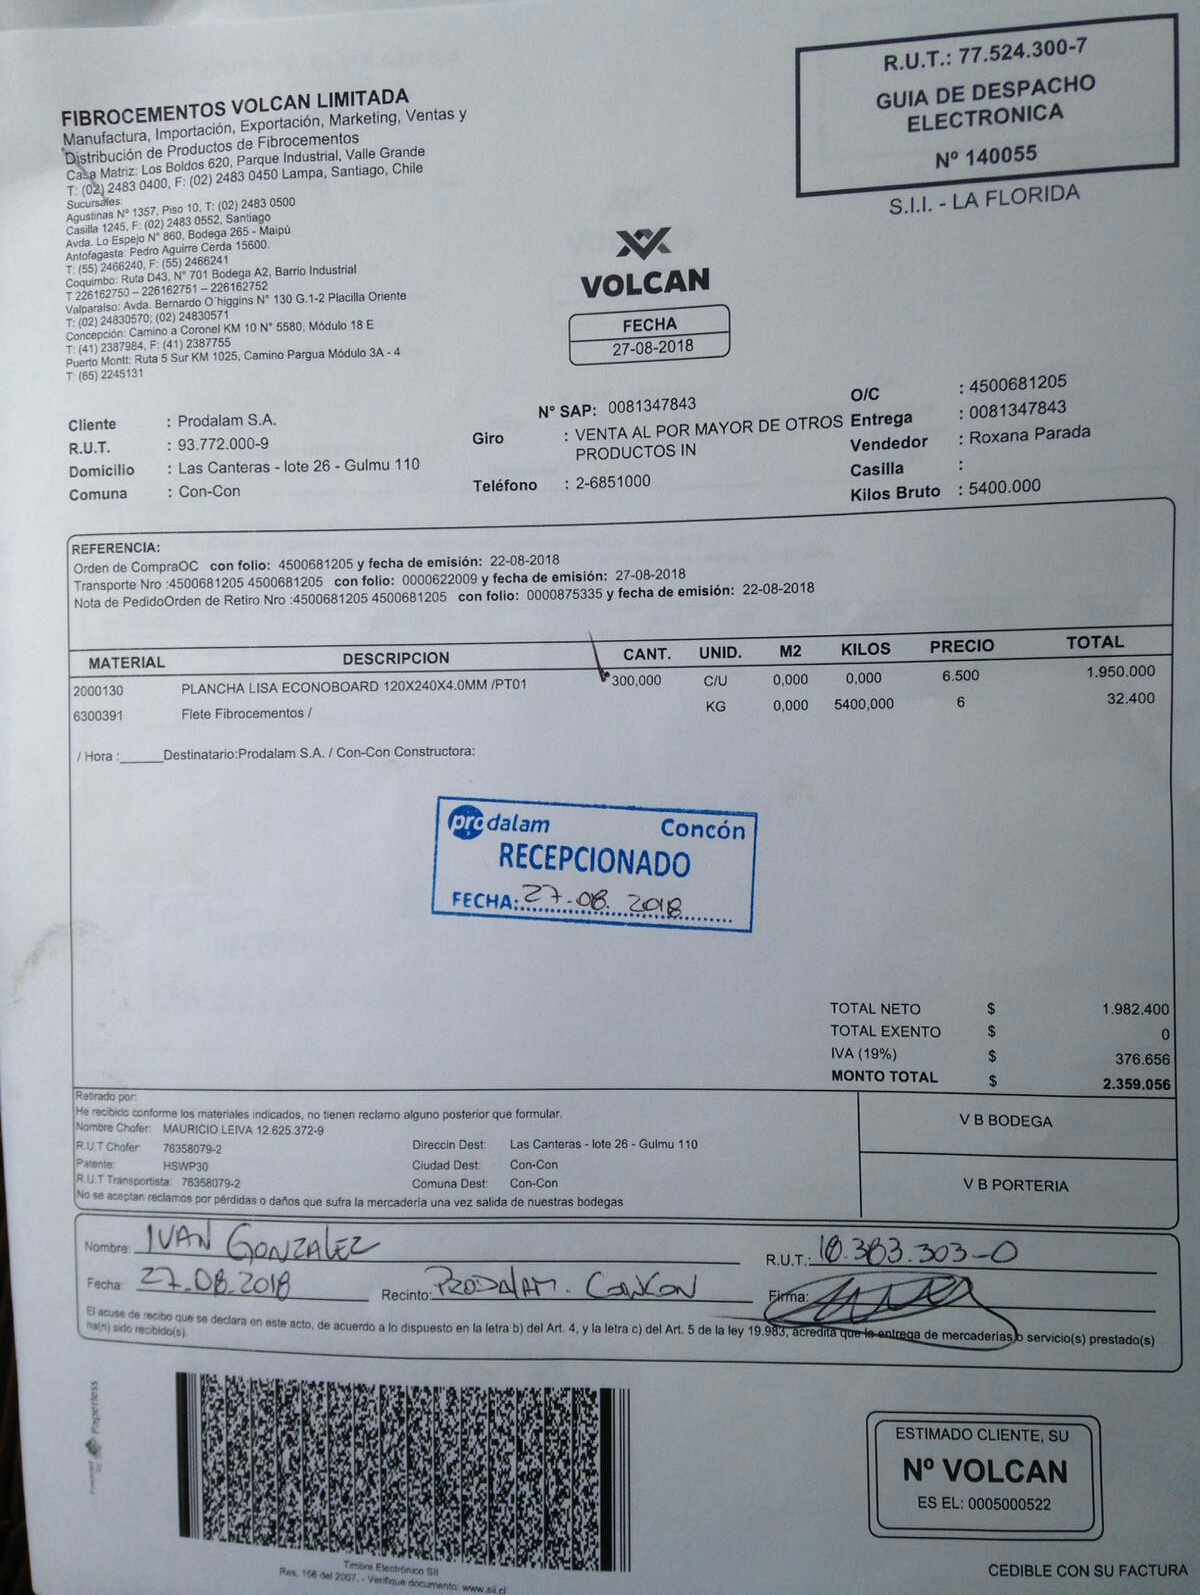 R.U.T.: 77.524.300-7
GUIA DE DESPACHO
ELECTRONICA
Nº 140055
S.I.I. - LA FLORIDA
FIBROCEMENTOS VOLCAN LIMITADA
Manufactura, Importación, Exportación, Marketing, Ventas y
Distribución de Productos de Fibrocementos
Casa Matriz: Los Boldos 620, Parque Industrial, Valle Grande
T: (02) 2483 0400, F: (02) 2483 0450 Lampa, Santiago, Chile
Sucursales:
Agustinas Nº 1357, Piso 10, T: (02) 2483 0500
Casilla 1245, F: (02) 2483 0552, Santiago
Avda. Lo Espejo N° 860, Bodega 265 - Maipú
Antofagasta: Pedro Aguirre Cerda 15600.
T: (55) 2466240, F: (55) 2466241
Coquimbo: Ruta D43, N° 701 Bodega A2, Barrio Industrial
T 226162750 – 226162751 – 226162752
Valparaíso: Avda. Bernardo O´higgins N° 130 G.1-2 Placilla Oriente
T: (02) 24830570; (02) 24830571
Concepción: Camino a Coronel KM 10 N° 5580, Módulo 18 E
T: (41) 2387984, F: (41) 2387755
Puerto Montt: Ruta 5 Sur KM 1025, Camino Pargua Módulo 3A - 4
T: (65) 2245131
VOLCAN
FECHA
27-08-2018
Cliente : Prodalam S.A.
R.U.T. : 93.772.000-9
Domicilio : Las Canteras - lote 26 - Gulmu 110
Comuna : Con-Con
N° SAP: 0081347843
Giro : VENTA AL POR MAYOR DE OTROS
PRODUCTOS IN
Teléfono : 2-6851000
O/C : 4500681205
Entrega : 0081347843
Vendedor : Roxana Parada
Casilla :
Kilos Bruto : 5400.000
REFERENCIA:
Orden de CompraOC con folio: 4500681205 y fecha de emisión: 22-08-2018
Transporte Nro :4500681205 4500681205 con folio: 0000622009 y fecha de emisión: 27-08-2018
Nota de PedidoOrden de Retiro Nro :4500681205 4500681205 con folio: 0000875335 y fecha de emisión: 22-08-2018
MATERIAL DESCRIPCION CANT. UNID. M2 KILOS PRECIO TOTAL
2000130 PLANCHA LISA ECONOBOARD 120X240X4.0MM /PT01 300,000 C/U 0,000 0,000 6.500 1.950.000
6300391 Flete Fibrocementos / KG 0,000 5400,000 6 32.400
/ Hora :______Destinatario:Prodalam S.A. / Con-Con Constructora:
prodalam Concón
RECEPCIONADO
FECHA: 27-08. 2018
TOTAL NETO $ 1.982.400
TOTAL EXENTO $ 0
IVA (19%) $ 376.656
MONTO TOTAL $ 2.359.056
Retirado por:
He recibido conforme los materiales indicados, no tienen reclamo alguno posterior que formular.
Nombre Chofer: MAURICIO LEIVA 12.625.372-9
R.U.T Chofer: 76358079-2 Direccin Dest: Las Canteras - lote 26 - Gulmu 110
Patente: HSWP30 Ciudad Dest: Con-Con
R.U.T Transportista: 76358079-2 Comuna Dest: Con-Con
No se aceptan reclamos por pérdidas o daños que sufra la mercadería una vez salida de nuestras bodegas
V B BODEGA
V B PORTERIA
Nombre: IVAN GONZALEZ R.U.T.: 10.383.303-0
Fecha: 27.08.2018 Recinto: PRODALAM. CONCON Firma:
El acuse de recibo que se declara en este acto, de acuerdo a lo dispuesto en la letra b) del Art. 4, y la letra c) del Art. 5 de la ley 19.983, acredita que la entrega de mercaderías o servicio(s) prestado(s)
ha(n) sido recibido(s).
Paperless
Timbre Electrónico SII
Res. 156 del 2007. - Verifique documento: www.sii.cl
ESTIMADO CLIENTE, SU
Nº VOLCAN
ES EL: 0005000522
CEDIBLE CON SU FACTURA